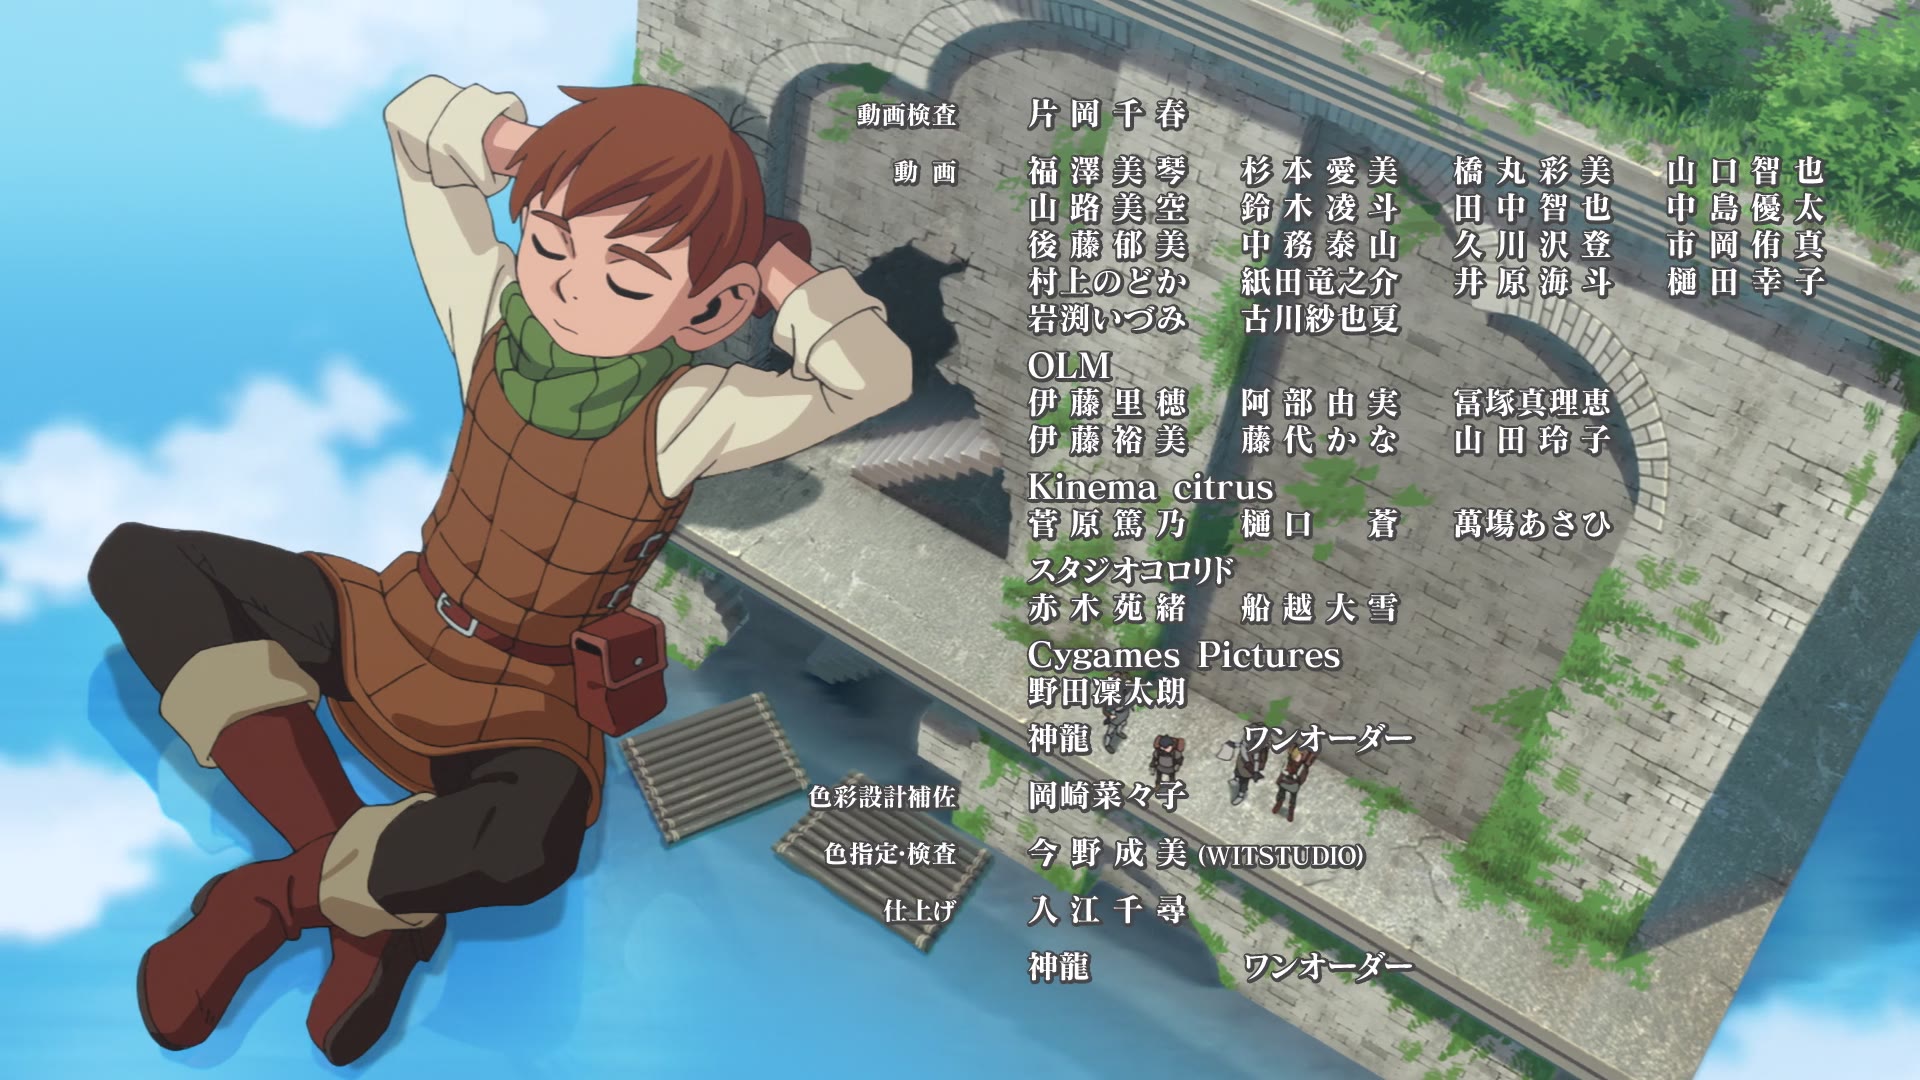 動画検査 片岡千春
動画 福澤美琴 杉本愛美 橋丸彩美 山口智也
山路美空 鈴木凌斗 田中智也 中島優太
後藤郁美 中務泰山 久川沢登 市岡侑真
村上のどか 紙田竜之介 井原海斗 樋田幸子
岩渕いづみ 古川紗也夏
OLM
伊藤里穂 阿部由実 冨塚真理恵
伊藤裕美 藤代かな 山田玲子
Kinema citrus
菅原篤乃 樋口蒼 萬塲あさひ
スタジオコロリド
赤木苑緒 船越大雪
Cygames Pictures
野田凜太朗
神龍 ワンオーダー
色彩設計補佐 岡崎菜々子
色指定・検査 今野成美(WITSTUDIO)
仕上げ 入江千尋
神龍 ワンオーダー